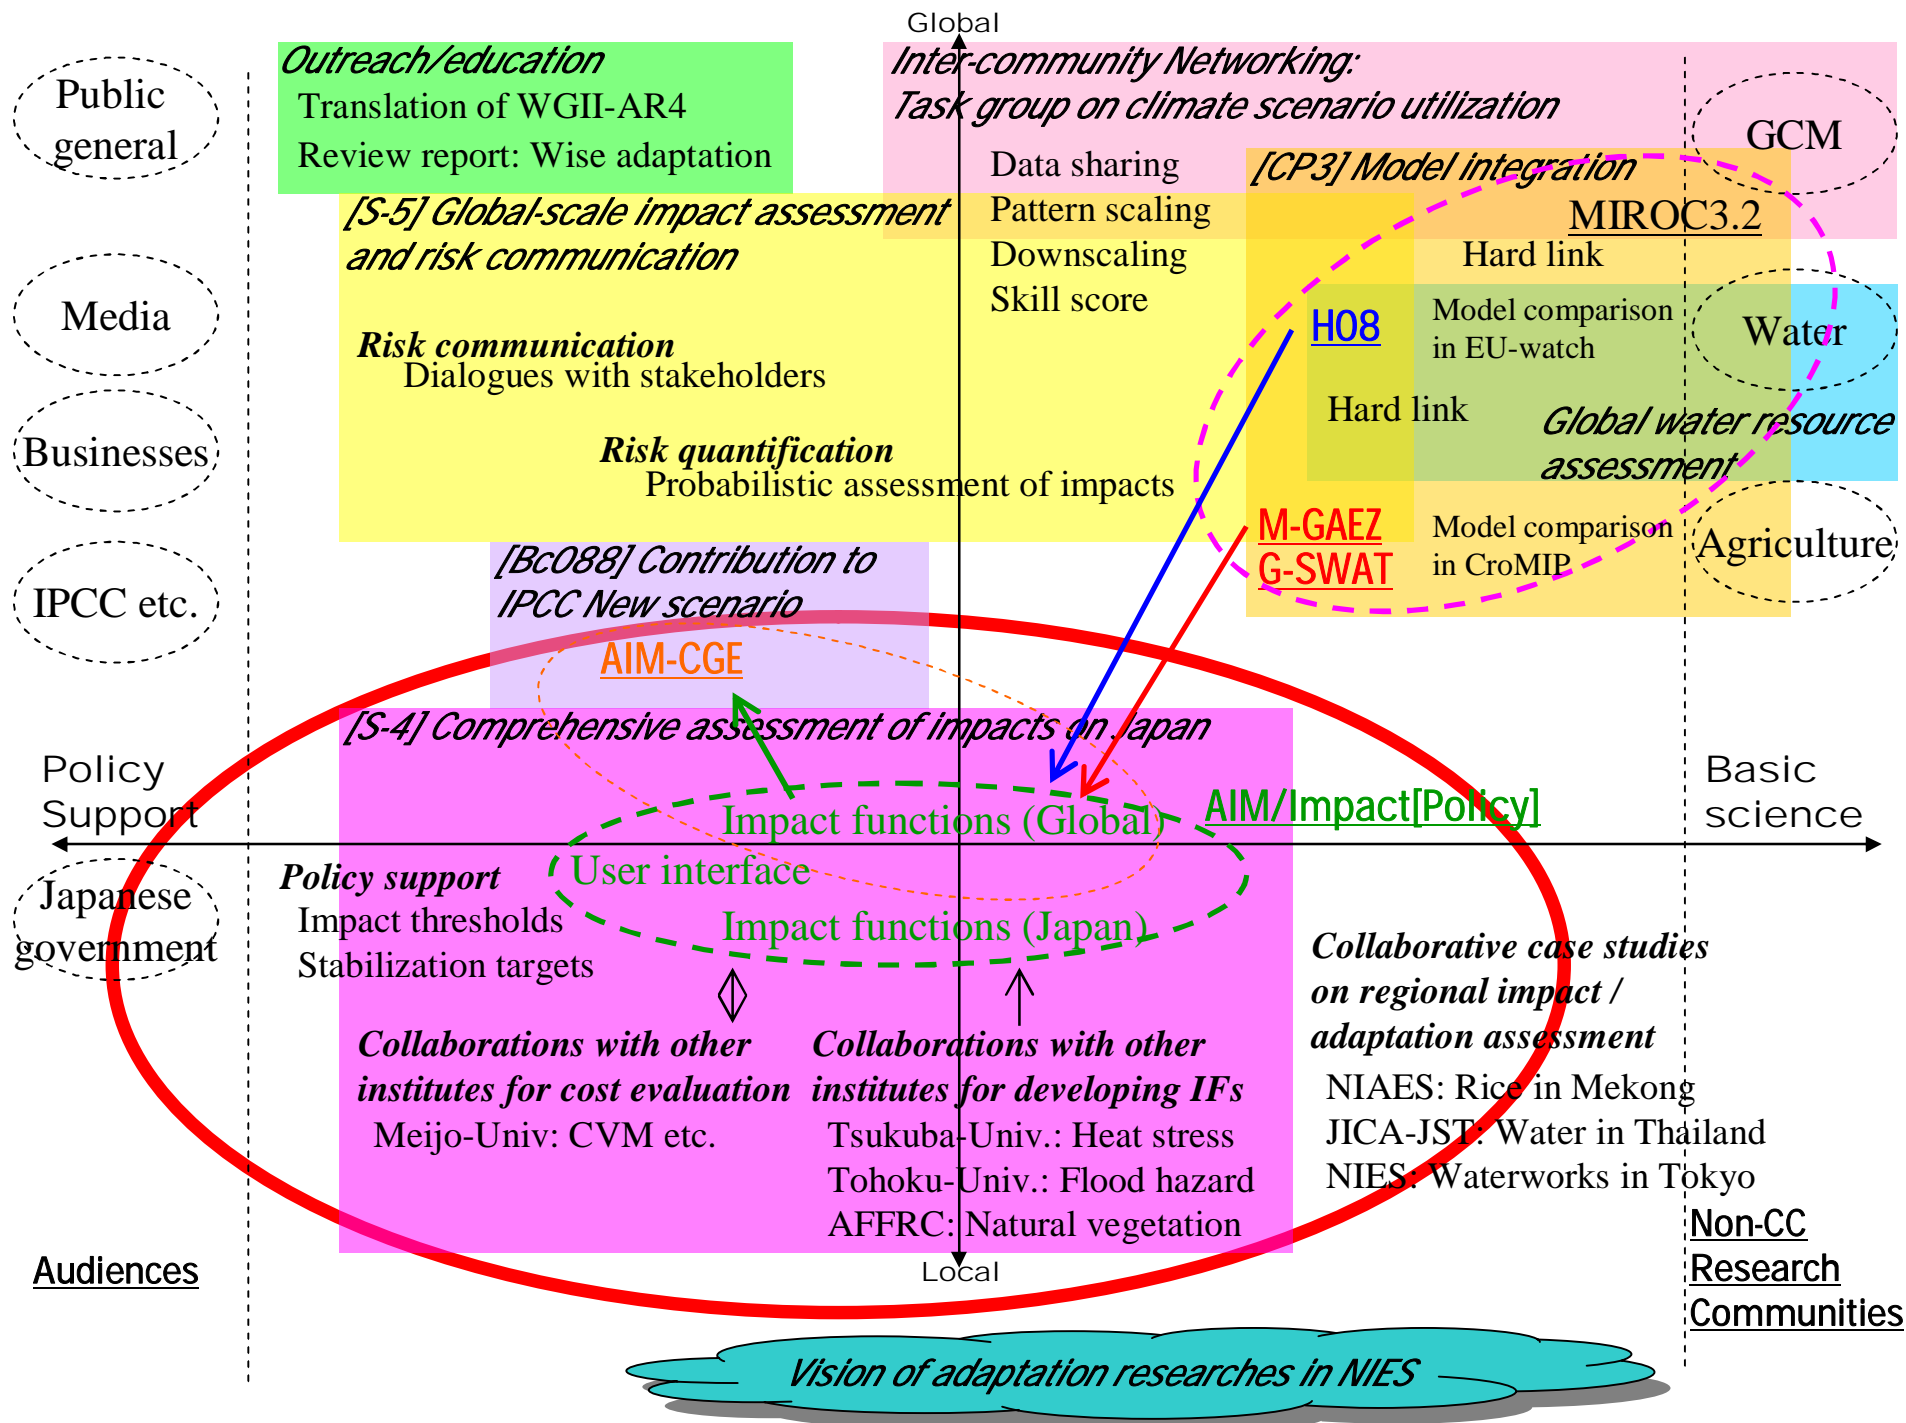 Global
Public
general
Outreach/education
Translation of WGII-AR4
Review report: Wise adaptation
Inter-community Networking:
Task group on climate scenario utilization
Data sharing
Pattern scaling
Downscaling
Skill score
[CP3] Model integration
MIROC3.2
Hard link
GCM
[S-5] Global-scale impact assessment
and risk communication
Risk communication
Dialogues with stakeholders
Risk quantification
Probabilistic assessment of impacts
Media
Businesses
IPCC etc.
H08
Model comparison
in EU-watch
Water
Hard link
Global water resource
assessment
M-GAEZ
G-SWAT
Model comparison
in CroMIP
Agriculture
[Bc088] Contribution to
IPCC New scenario
AIM-CGE
[S-4] Comprehensive assessment of impacts on Japan
Policy
Support
Basic
science
Impact functions (Global)
AIM/Impact[Policy]
User interface
Impact functions (Japan)
Japanese
government
Policy support
Impact thresholds
Stabilization targets
Collaborations with other
institutes for cost evaluation
Meijo-Univ: CVM etc.
Collaborations with other
institutes for developing IFs
Tsukuba-Univ.: Heat stress
Tohoku-Univ.: Flood hazard
AFFRC: Natural vegetation
Collaborative case studies
on regional impact /
adaptation assessment
NIAES: Rice in Mekong
JICA-JST: Water in Thailand
NIES: Waterworks in Tokyo
Audiences
Local
Non-CC
Research
Communities
Vision of adaptation researches in NIES